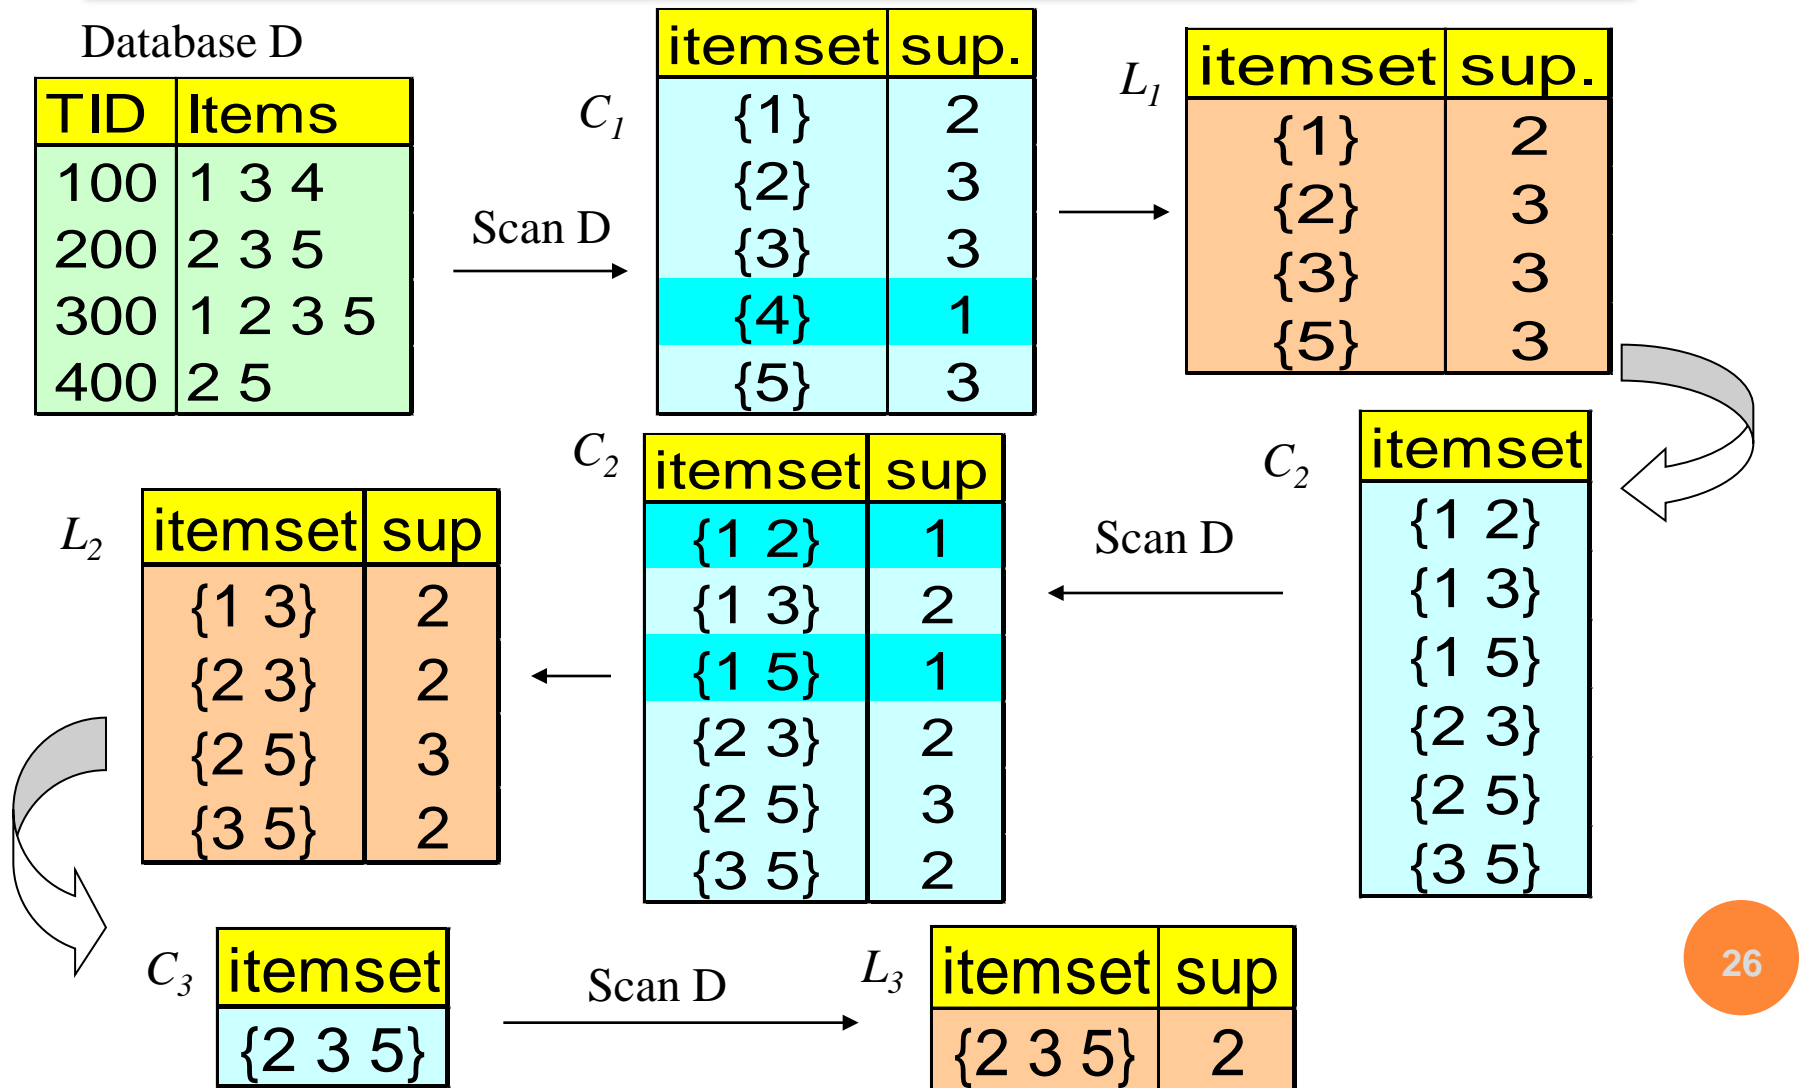 Database D
TID Items
100 1 3 4
200 2 3 5
300 1 2 3 5
400 2 5
Scan D
C1
itemset sup.
{1} 2
{2} 3
{3} 3
{4} 1
{5} 3
L1
itemset sup.
{1} 2
{2} 3
{3} 3
{5} 3
C2
itemset
{1 2}
{1 3}
{1 5}
{2 3}
{2 5}
{3 5}
Scan D
C2
itemset sup
{1 2} 1
{1 3} 2
{1 5} 1
{2 3} 2
{2 5} 3
{3 5} 2
L2
itemset sup
{1 3} 2
{2 3} 2
{2 5} 3
{3 5} 2
C3
itemset
{2 3 5}
Scan D
L3
itemset sup
{2 3 5} 2
26